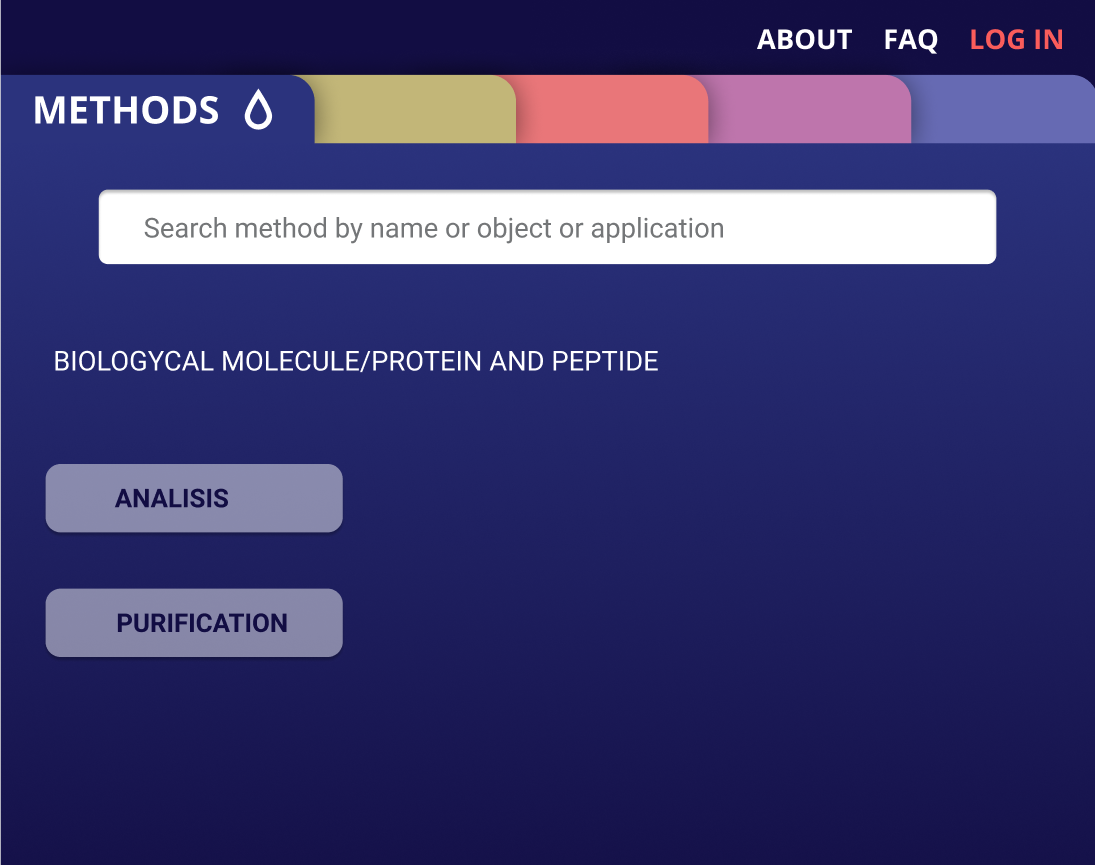 ABOUT FAQ LOG IN
METHODS
Search method by name or object or application
BIOLOGYCAL MOLECULE/PROTEIN AND PEPTIDE
ANALISIS
PURIFICATION